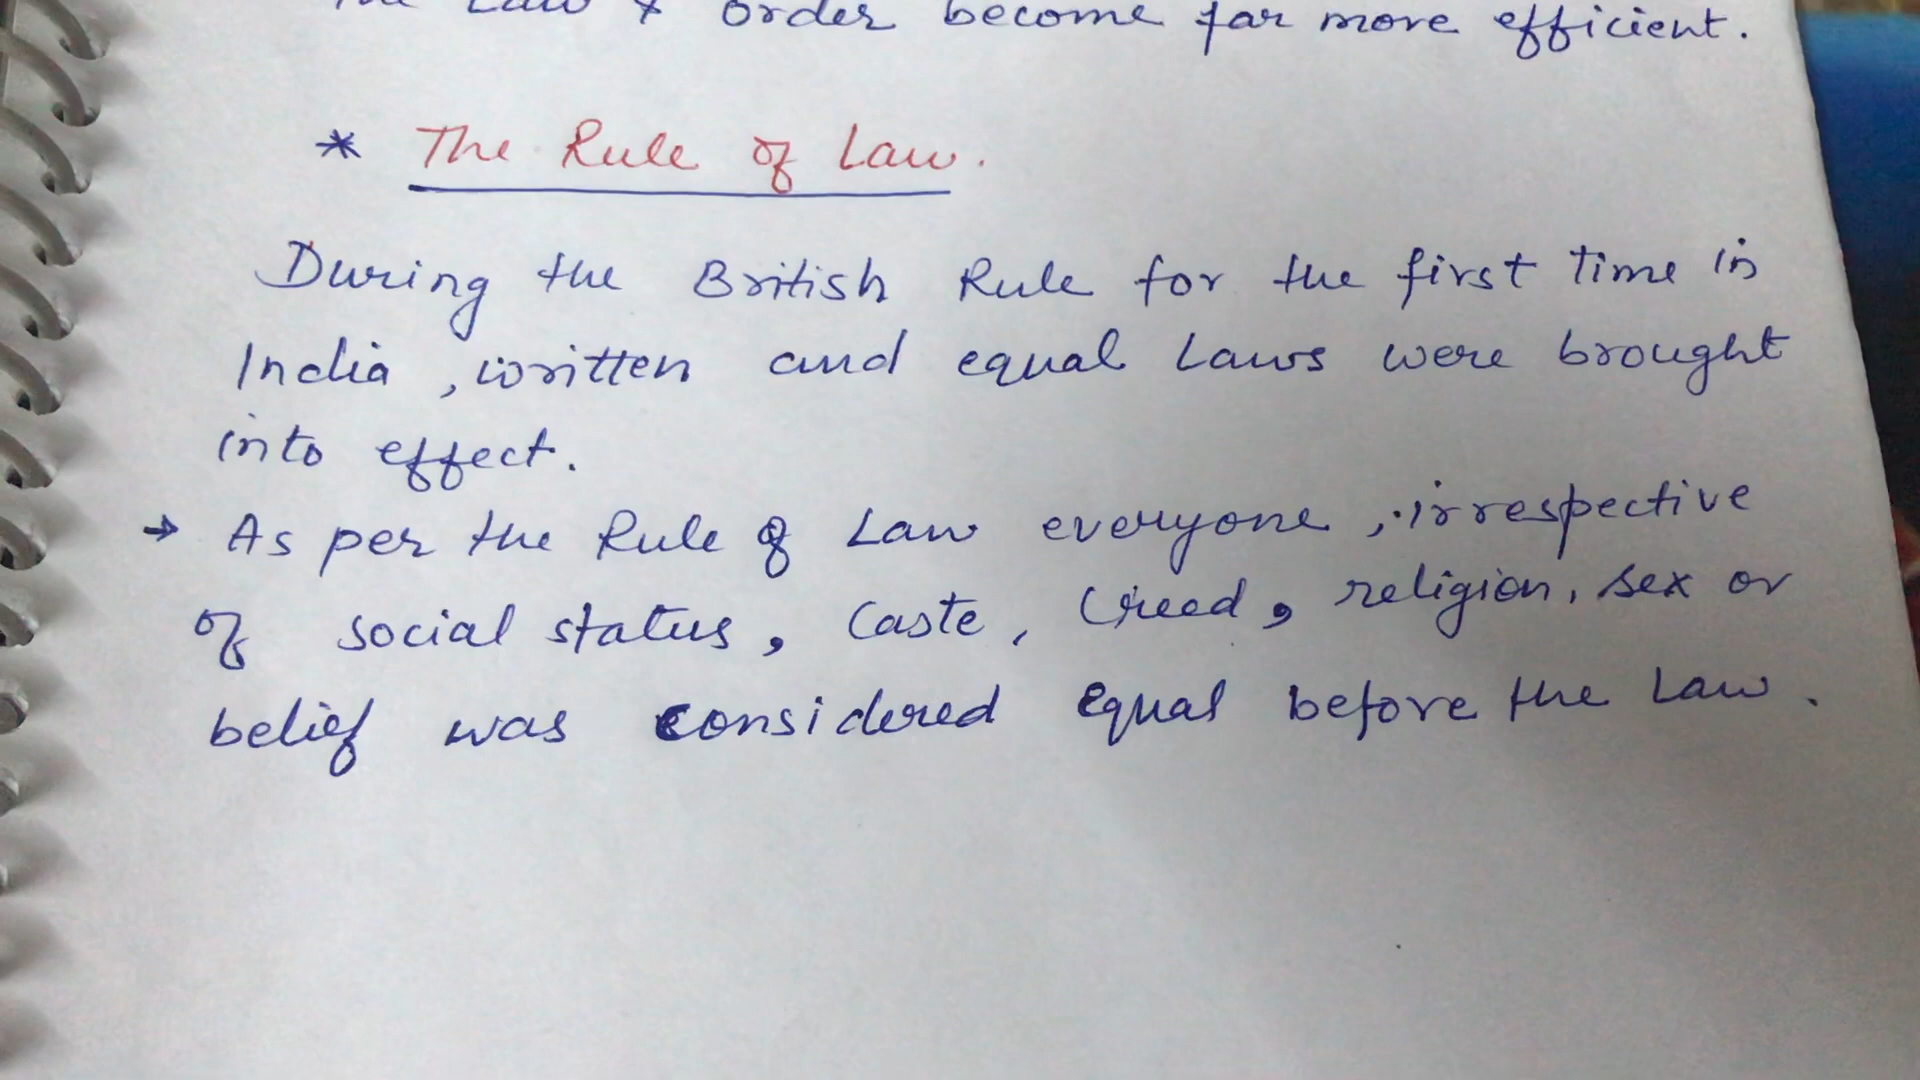 The Law & order become far more efficient.
* The Rule of Law.
During the British Rule for the first time in
India, written and equal Laws were brought
into effect.
→ As per the Rule of Law everyone, irrespective
of social status, Caste, Creed, religion, sex or
belief was considered equal before the Law.